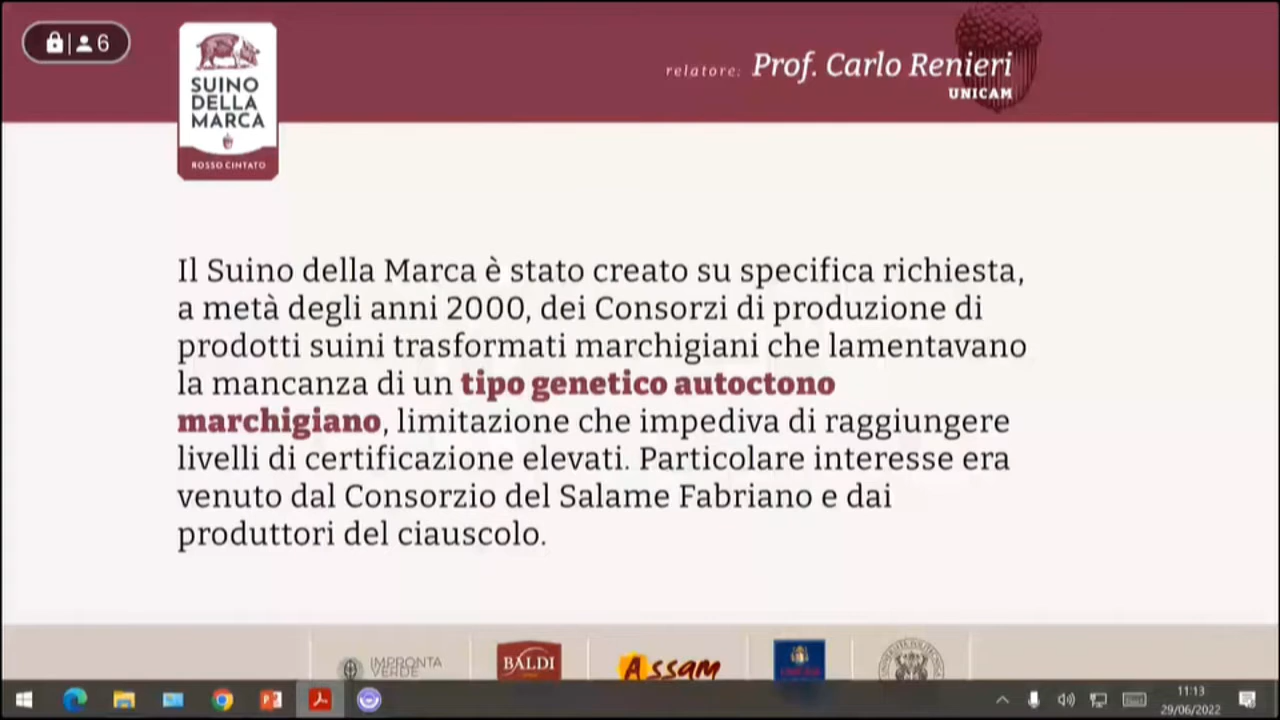 6
SUINO
DELLA
MARCA
ROSSO CINTATO
relatore: Prof. Carlo Renieri
UNICAM
Il Suino della Marca è stato creato su specifica richiesta,
a metà degli anni 2000, dei Consorzi di produzione di
prodotti suini trasformati marchigiani che lamentavano
la mancanza di un tipo genetico autoctono
marchigiano, limitazione che impediva di raggiungere
livelli di certificazione elevati. Particolare interesse era
venuto dal Consorzio del Salame Fabriano e dai
produttori del ciauscolo.
IMPRONTA
VERDE
BALDI
Assam
11:13
29/06/2022